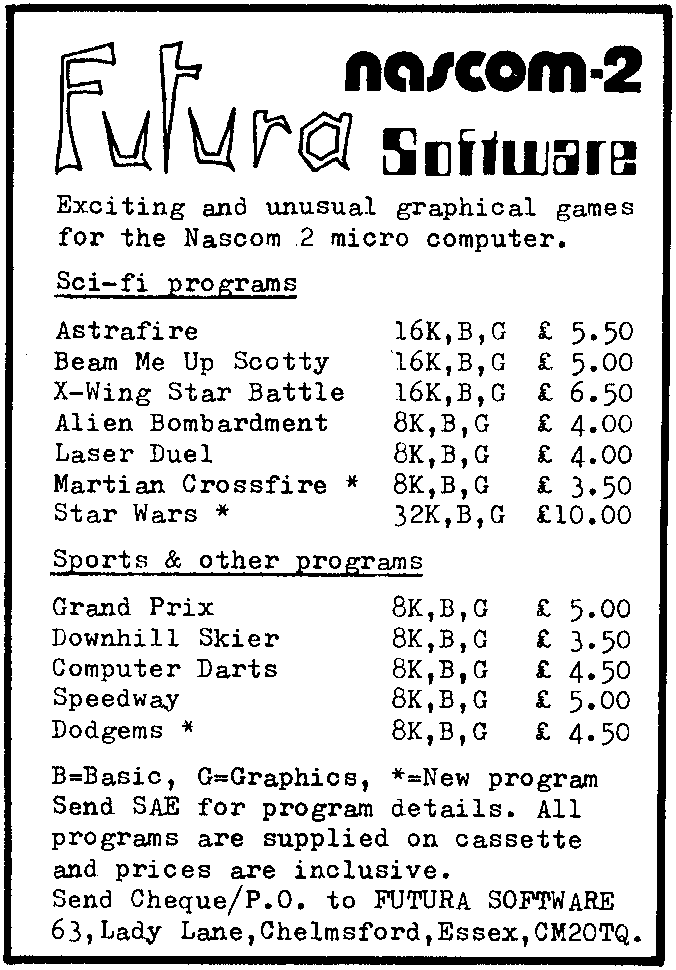 Futura nascom-2
Software
Exciting and unusual graphical games
for the Nascom 2 micro computer.
Sci-fi programs
Astrafire 16K,B,G £ 5.50
Beam Me Up Scotty 16K,B,G £ 5.00
X-Wing Star Battle 16K,B,G £ 6.50
Alien Bombardment 8K,B,G £ 4.00
Laser Duel 8K,B,G £ 4.00
Martian Crossfire * 8K,B,G £ 3.50
Star Wars * 32K,B,G £10.00
Sports & other programs
Grand Prix 8K,B,G £ 5.00
Downhill Skier 8K,B,G £ 3.50
Computer Darts 8K,B,G £ 4.50
Speedway 8K,B,G £ 5.00
Dodgems * 8K,B,G £ 4.50
B=Basic, G=Graphics, *=New program
Send SAE for program details. All
programs are supplied on cassette
and prices are inclusive.
Send Cheque/P.O. to FUTURA SOFTWARE
63,Lady Lane,Chelmsford,Essex,CM20TQ.